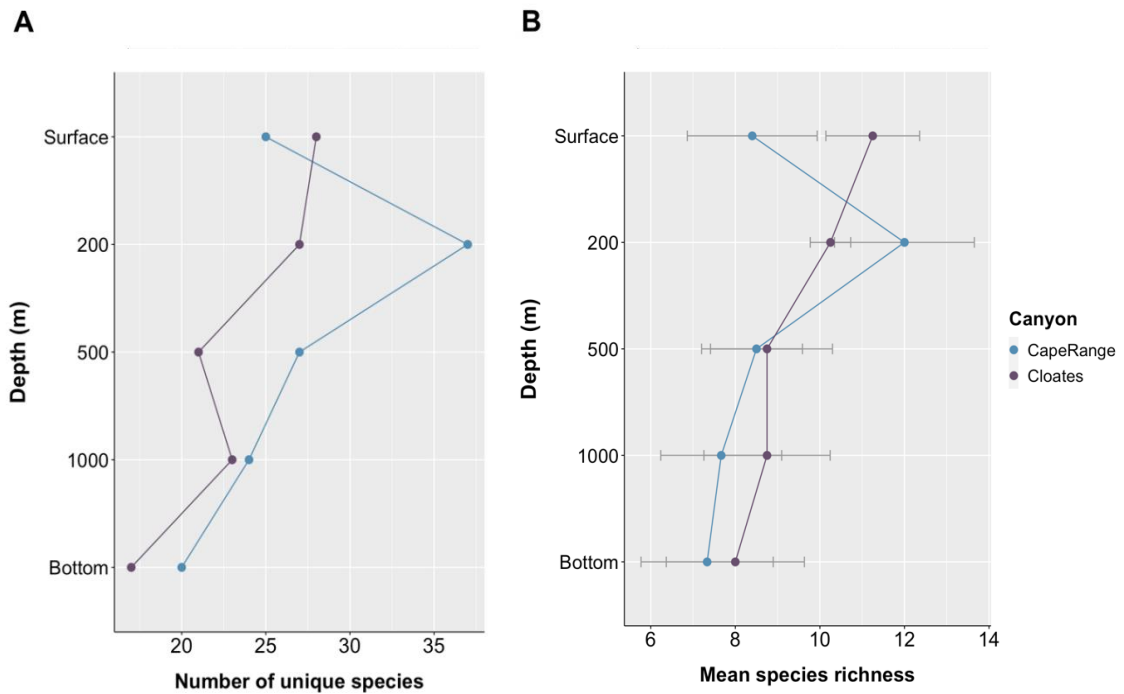 A
Surface
200
500
1000
Bottom
Depth (m)
20
25
30
35
Number of unique species
B
Surface
200
500
1000
Bottom
Depth (m)
6
8
10
12
14
Mean species richness
Canyon
CapeRange
Cloates